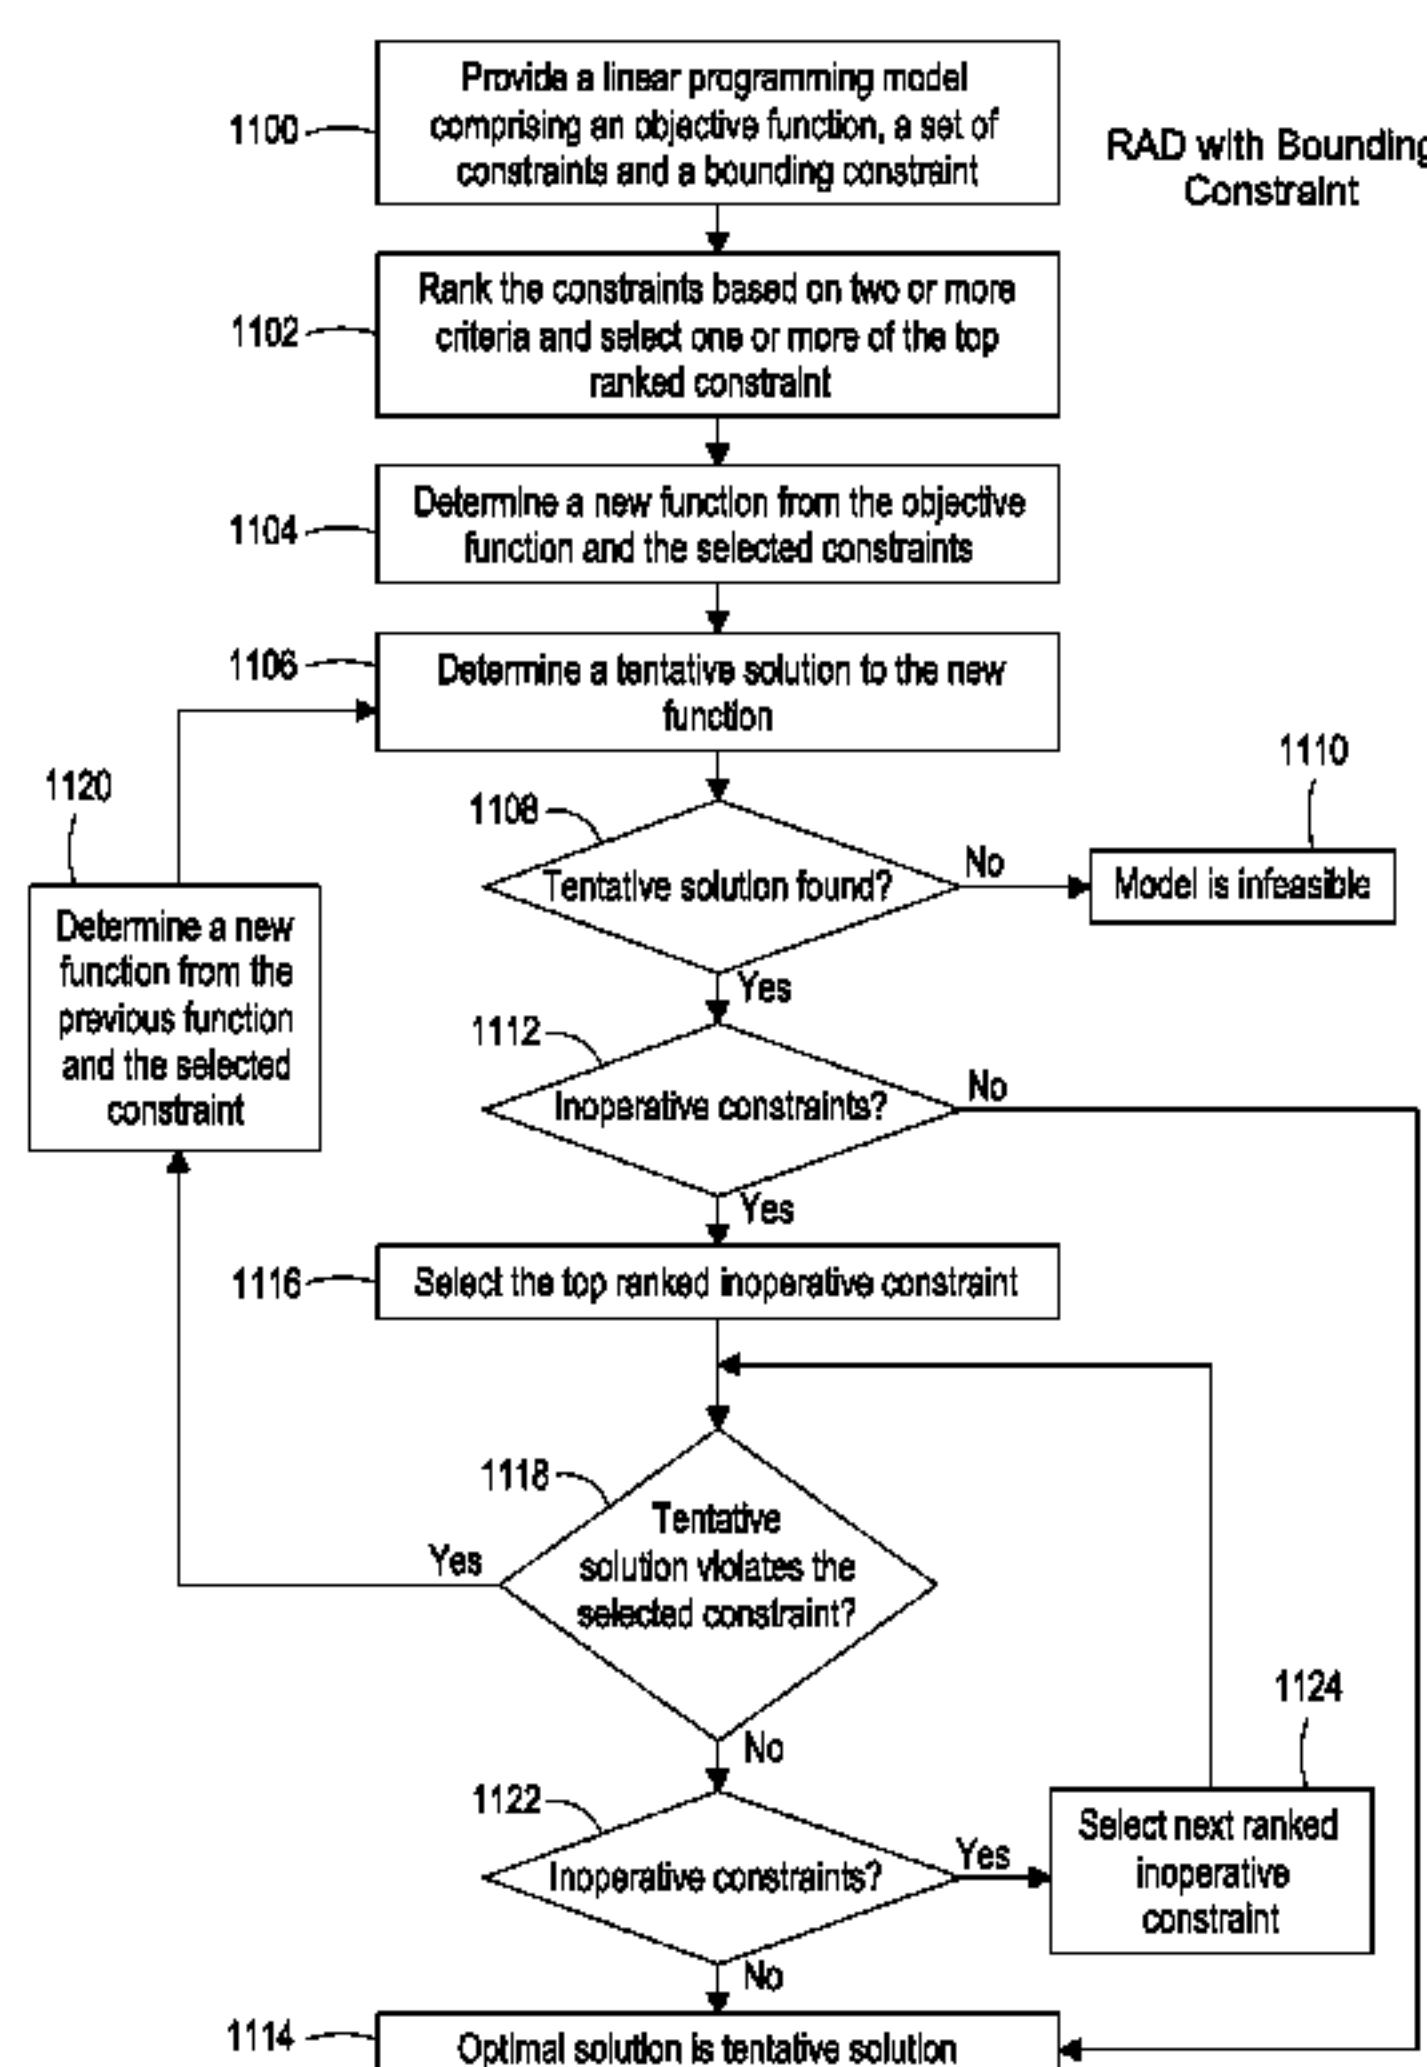 Provide a linear programming model
comprising an objective function, a set of
constraints and a bounding constraint
1100
RAD with Bounding
Constraint
Rank the constraints based on two or more
criteria and select one or more of the top
ranked constraint
1102
Determine a new function from the objective
function and the selected constraints
1104
1106
Determine a tentative solution to the new
function
1110
1120
1108
Tentative solution found?
No
Model is infeasible
Yes
Determine a new
function from the
previous function
and the selected
constraint
1112
Inoperative constraints?
No
Yes
1116
Select the top ranked inoperative constraint
1118
Tentative
solution violates the
selected constraint?
Yes
No
1124
1122
Inoperative constraints?
Yes
Select next ranked
inoperative
constraint
No
1114
Optimal solution is tentative solution